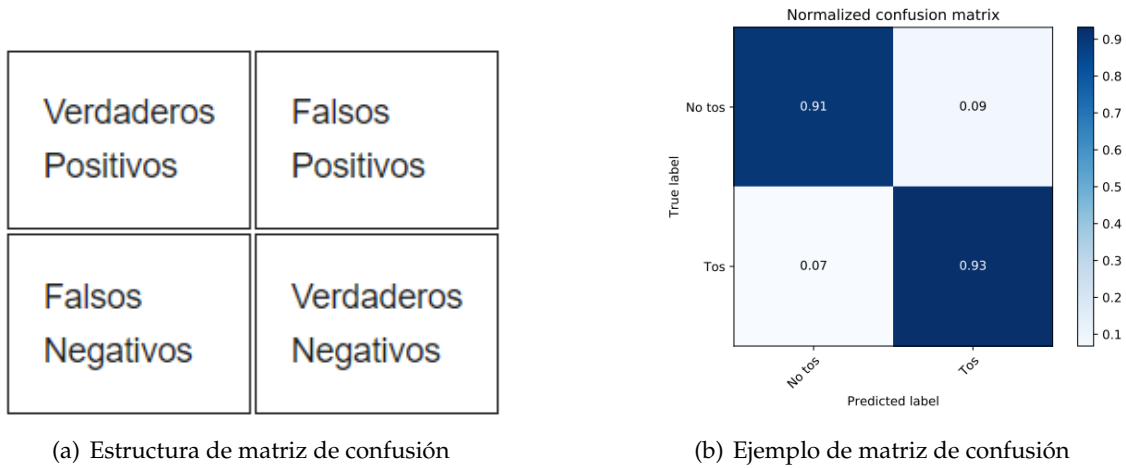 Verdaderos
Positivos
Falsos
Positivos
Falsos
Negativos
Verdaderos
Negativos
(a) Estructura de matriz de confusión
Normalized confusion matrix
No tos
0.91
0.09
Tos
0.07
0.93
True label
No tos
Tos
Predicted label
0.9
0.8
0.7
0.6
0.5
0.4
0.3
0.2
0.1
(b) Ejemplo de matriz de confusión